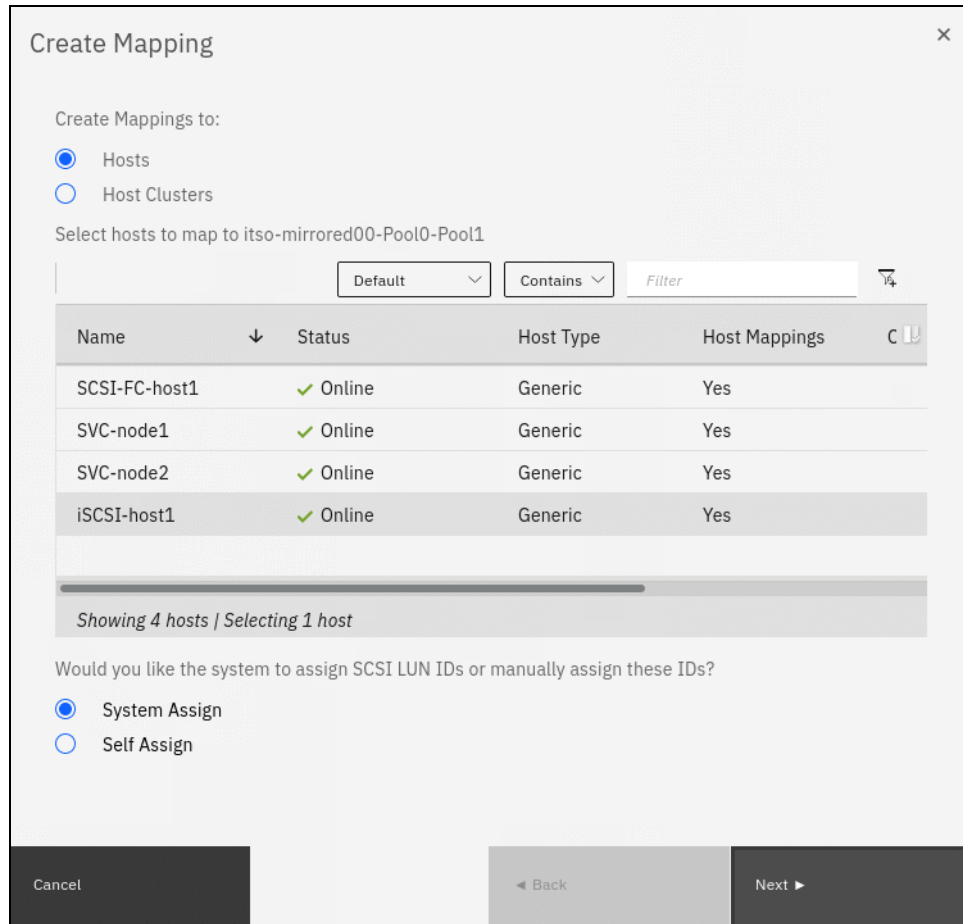 Create Mapping
Create Mappings to:
Hosts
Host Clusters
Select hosts to map to itso-mirrored00-Pool0-Pool1
Default Contains Filter
Name Status Host Type Host Mappings C
SCSI-FC-host1 Online Generic Yes
SVC-node1 Online Generic Yes
SVC-node2 Online Generic Yes
iSCSI-host1 Online Generic Yes
Showing 4 hosts | Selecting 1 host
Would you like the system to assign SCSI LUN IDs or manually assign these IDs?
System Assign
Self Assign
Cancel ◄ Back Next ►